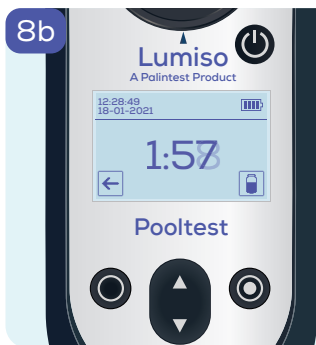 8b
Lumiso
A Palintest Product
12:28:49
18-01-2021
1:57
Pooltest